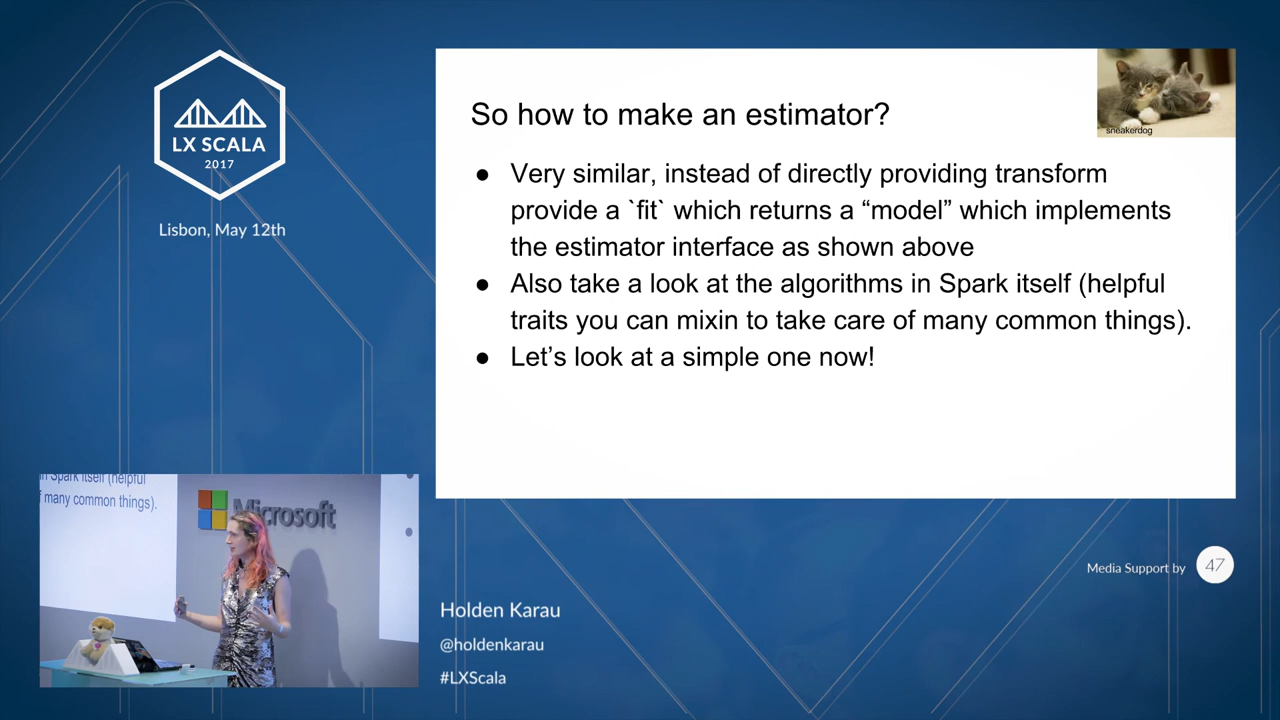 LX SCALA
2017
Lisbon, May 12th
So how to make an estimator?
sneakerdog
● Very similar, instead of directly providing transform
provide a `fit` which returns a “model” which implements
the estimator interface as shown above
● Also take a look at the algorithms in Spark itself (helpful
traits you can mixin to take care of many common things).
● Let’s look at a simple one now!
in Spark itself (helpful
f many common things).
Microsoft
Media Support by 47
Holden Karau
@holdenkarau
#LXScala